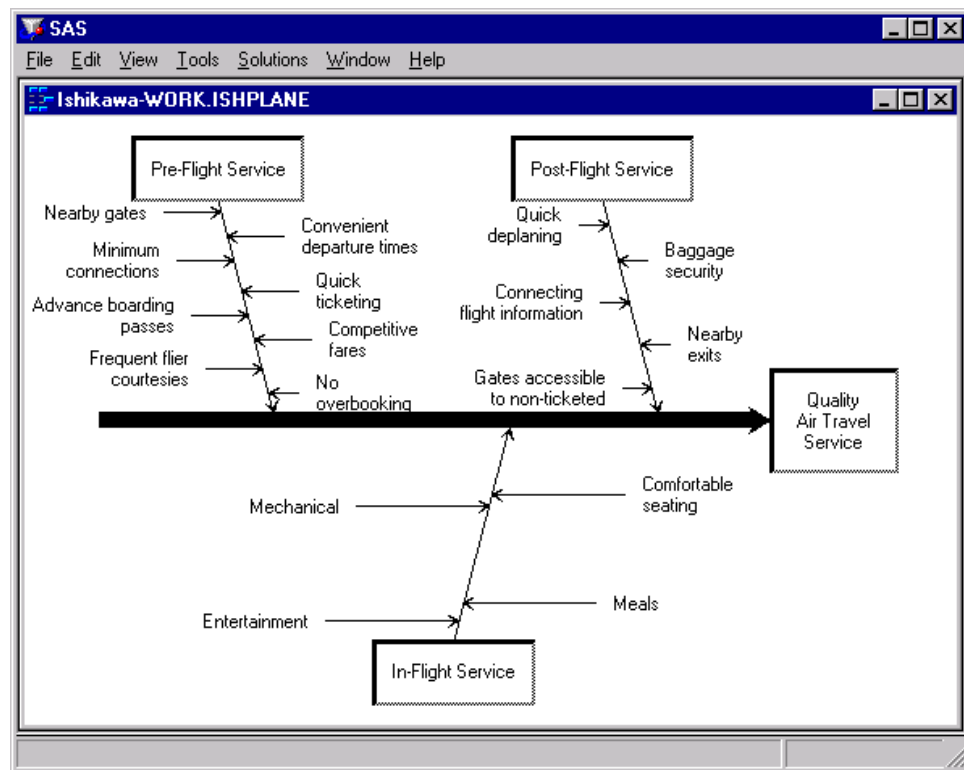 SAS
File Edit View Tools Solutions Window Help
Ishikawa-WORK.ISHPLANE
Pre-Flight Service
Post-Flight Service
Nearby gates
Convenient
departure times
Minimum
connections
Quick
ticketing
Advance boarding
passes
Competitive
fares
Frequent flier
courtesies
No
overbooking
Quick
deplaning
Baggage
security
Connecting
flight information
Nearby
exits
Gates accessible
to non-ticketed
Quality
Air Travel
Service
Comfortable
seating
Mechanical
Meals
Entertainment
In-Flight Service